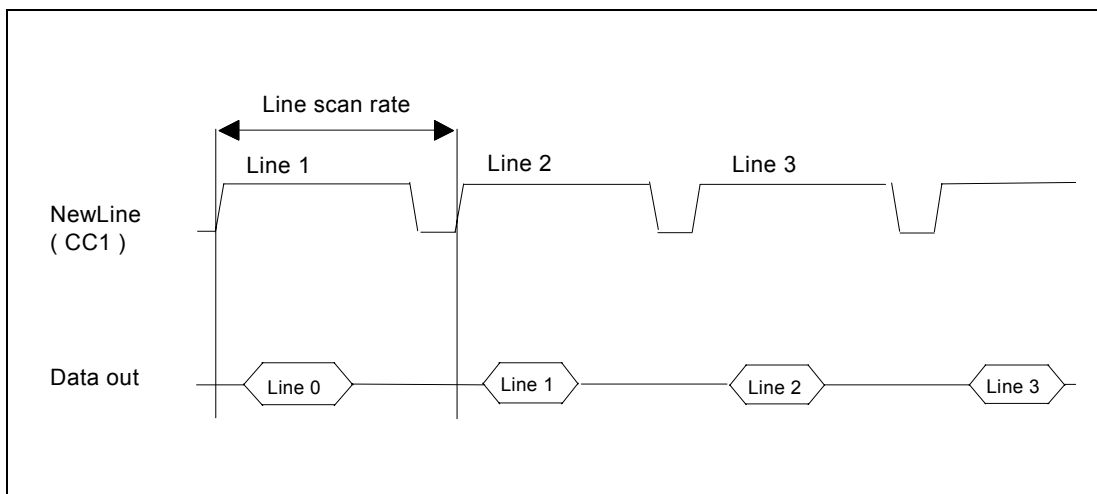 Line scan rate
Line 1
Line 2
Line 3
NewLine
( CC1 )
Data out
Line 0
Line 1
Line 2
Line 3